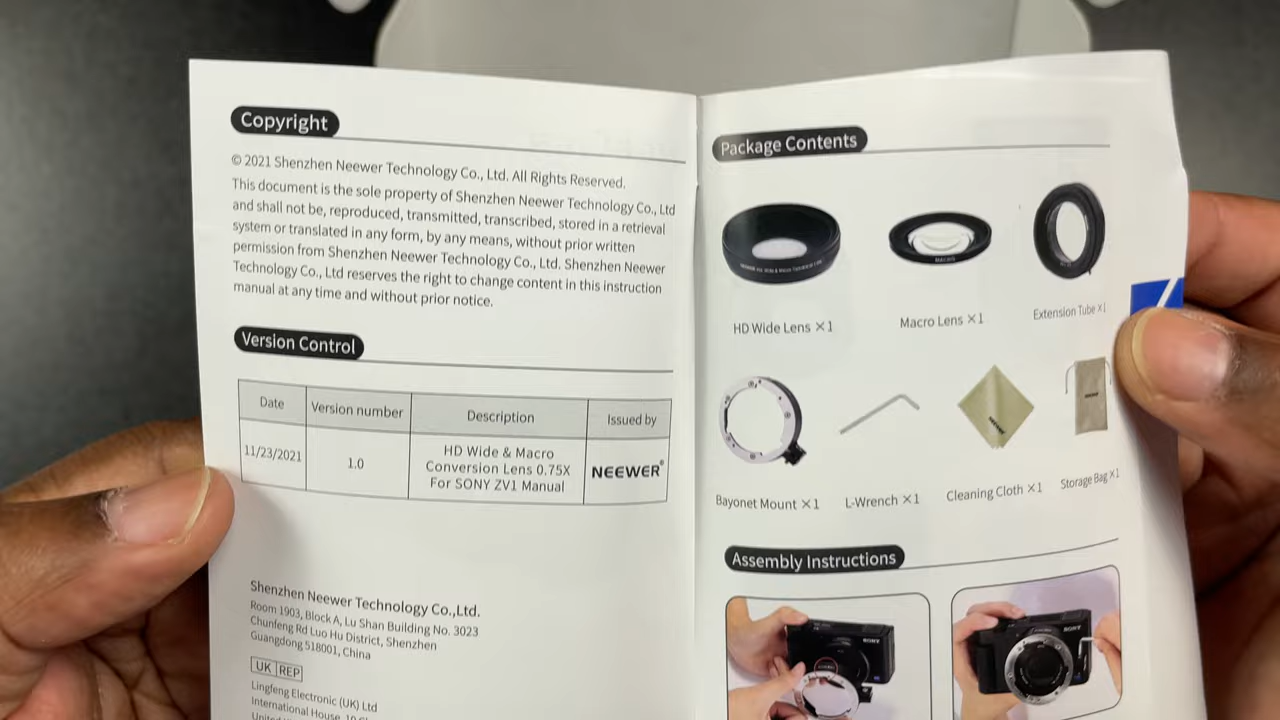 Copyright
© 2021 Shenzhen Neewer Technology Co., Ltd. All Rights Reserved.
This document is the sole property of Shenzhen Neewer Technology Co., Ltd
and shall not be, reproduced, transmitted, transcribed, stored in a retrieval
system or translated in any form, by any means, without prior written
permission from Shenzhen Neewer Technology Co., Ltd. Shenzhen Neewer
Technology Co., Ltd reserves the right to change content in this instruction
manual at any time and without prior notice.
Version Control
Date Version number Description Issued by
11/23/2021 1.0 HD Wide & Macro
Conversion Lens 0.75X
For SONY ZV1 Manual
NEEWER®
Shenzhen Neewer Technology Co.,Ltd.
Room 1903, Block A, Lu Shan Building No. 3023
Chunfeng Rd Luo Hu District, Shenzhen
Guangdong 518001, China
UK REP
Lingfeng Electronic (UK) Ltd
International House, 10
Package Contents
MACRO
HD Wide Lens ×1
Macro Lens ×1
Extension Tube ×1
Bayonet Mount ×1
L-Wrench ×1
Cleaning Cloth ×1
Storage Bag ×1
Assembly Instructions
SONY
SONY